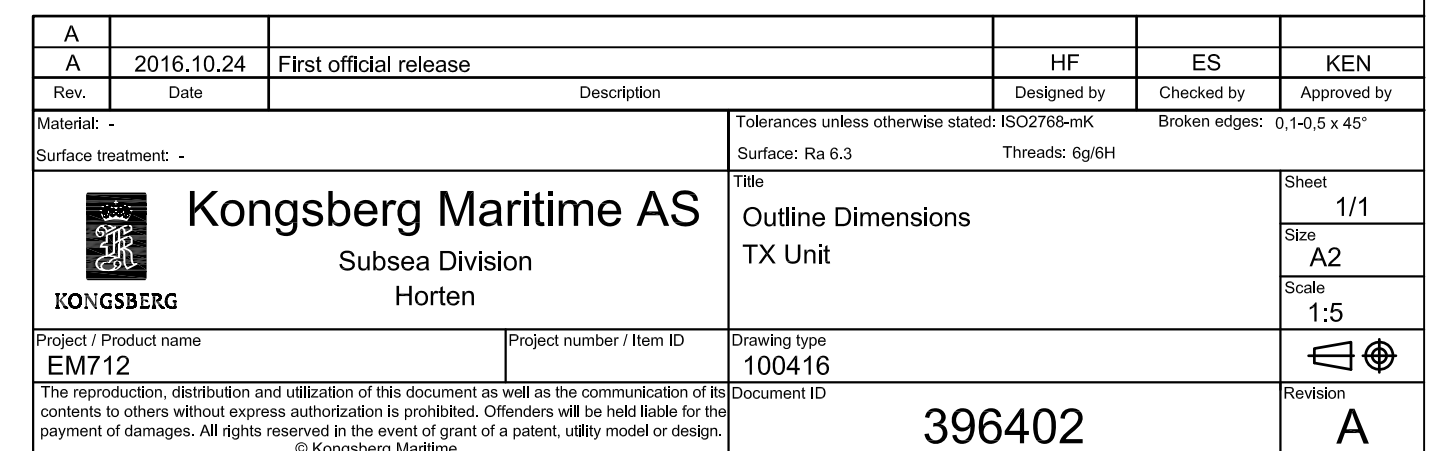 A
A 2016.10.24 First official release HF ES KEN
Rev. Date Description Designed by Checked by Approved by
Material: -
Surface treatment: -
Tolerances unless otherwise stated: ISO2768-mK Broken edges: 0,1-0,5 x 45°
Surface: Ra 6.3 Threads: 6g/6H
KONGSBERG
Kongsberg Maritime AS
Subsea Division
Horten
Title
Outline Dimensions
TX Unit
Sheet
1/1
Size
A2
Scale
1:5
Project / Product name
EM712
Project number / Item ID
Drawing type
100416
The reproduction, distribution and utilization of this document as well as the communication of its
contents to others without express authorization is prohibited. Offenders will be held liable for the
payment of damages. All rights reserved in the event of grant of a patent, utility model or design.
© Kongsberg Maritime
Document ID
396402
Revision
A